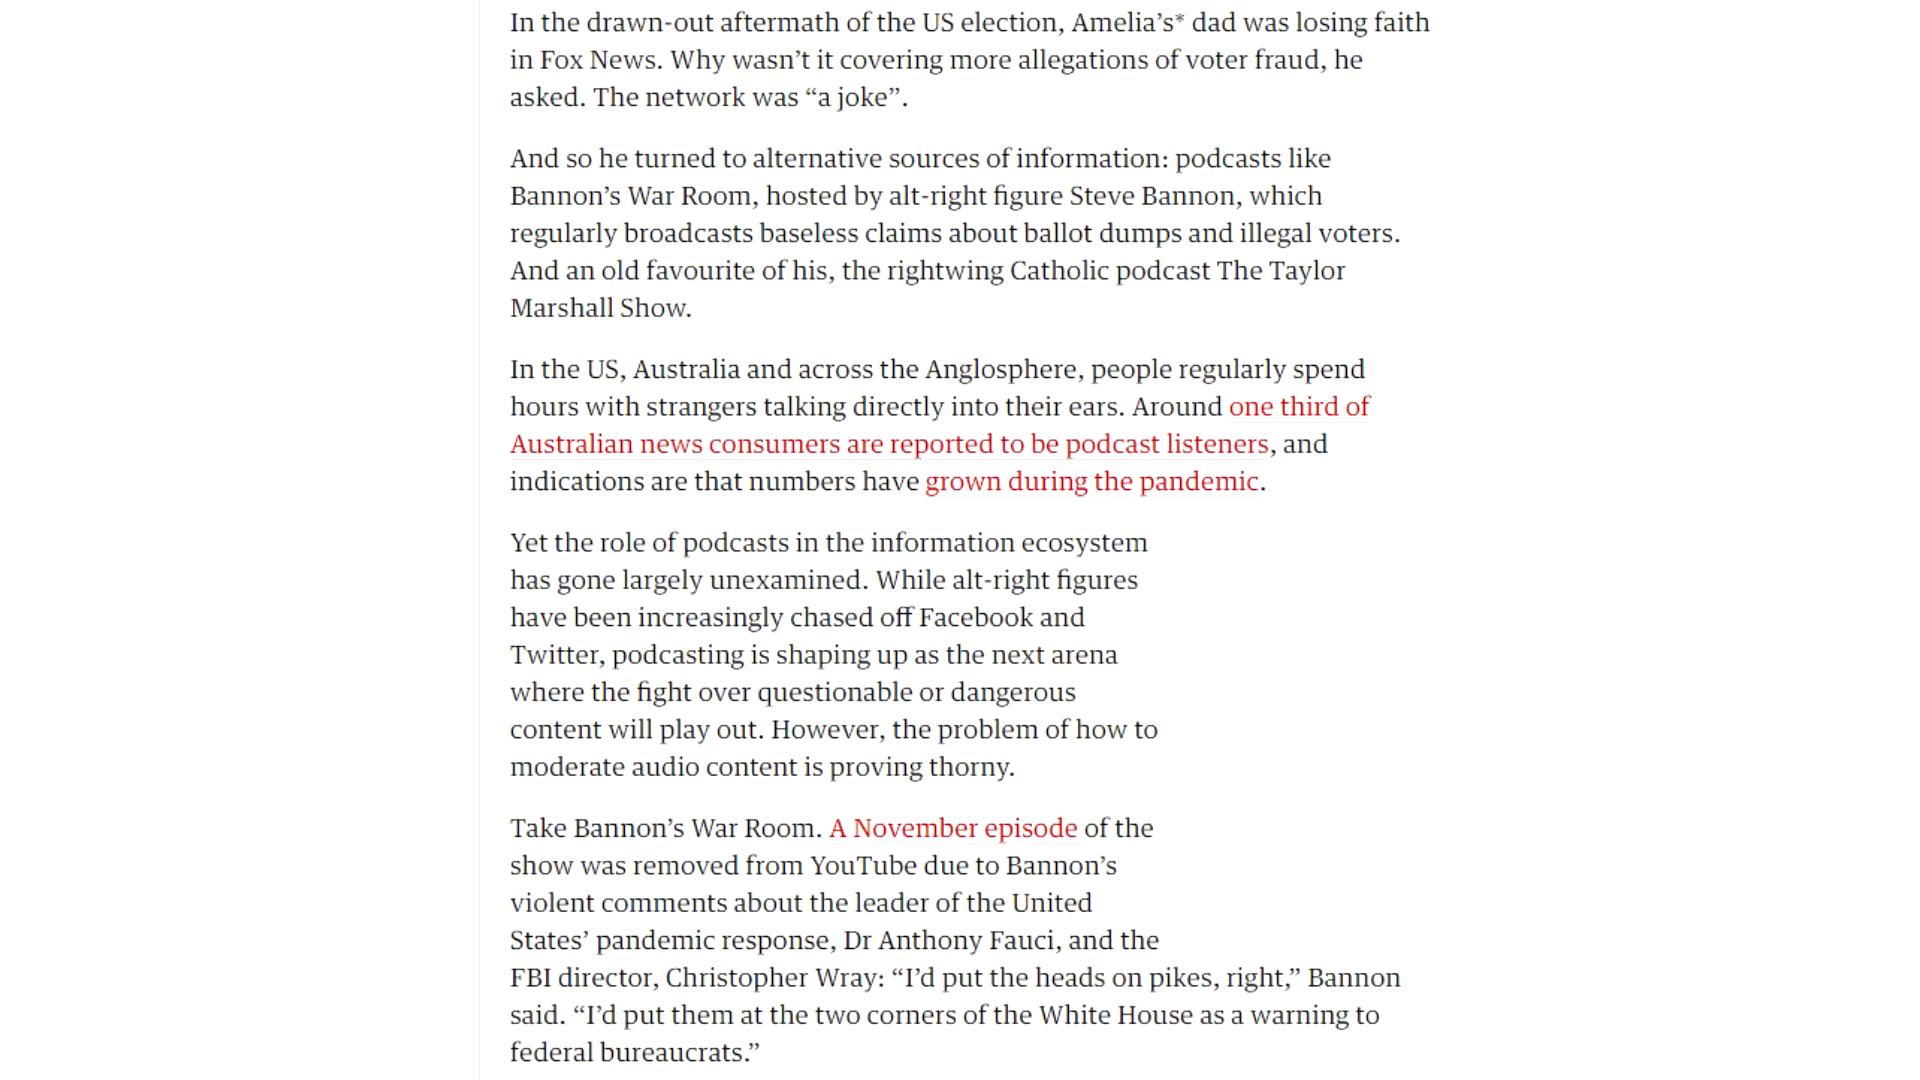 In the drawn-out aftermath of the US election, Amelia’s* dad was losing faith
in Fox News. Why wasn’t it covering more allegations of voter fraud, he
asked. The network was “a joke”.
And so he turned to alternative sources of information: podcasts like
Bannon’s War Room, hosted by alt-right figure Steve Bannon, which
regularly broadcasts baseless claims about ballot dumps and illegal voters.
And an old favourite of his, the rightwing Catholic podcast The Taylor
Marshall Show.
In the US, Australia and across the Anglosphere, people regularly spend
hours with strangers talking directly into their ears. Around one third of
Australian news consumers are reported to be podcast listeners, and
indications are that numbers have grown during the pandemic.
Yet the role of podcasts in the information ecosystem
has gone largely unexamined. While alt-right figures
have been increasingly chased off Facebook and
Twitter, podcasting is shaping up as the next arena
where the fight over questionable or dangerous
content will play out. However, the problem of how to
moderate audio content is proving thorny.
Take Bannon’s War Room. A November episode of the
show was removed from YouTube due to Bannon’s
violent comments about the leader of the United
States’ pandemic response, Dr Anthony Fauci, and the
FBI director, Christopher Wray: “I’d put the heads on pikes, right,” Bannon
said. “I’d put them at the two corners of the White House as a warning to
federal bureaucrats.”